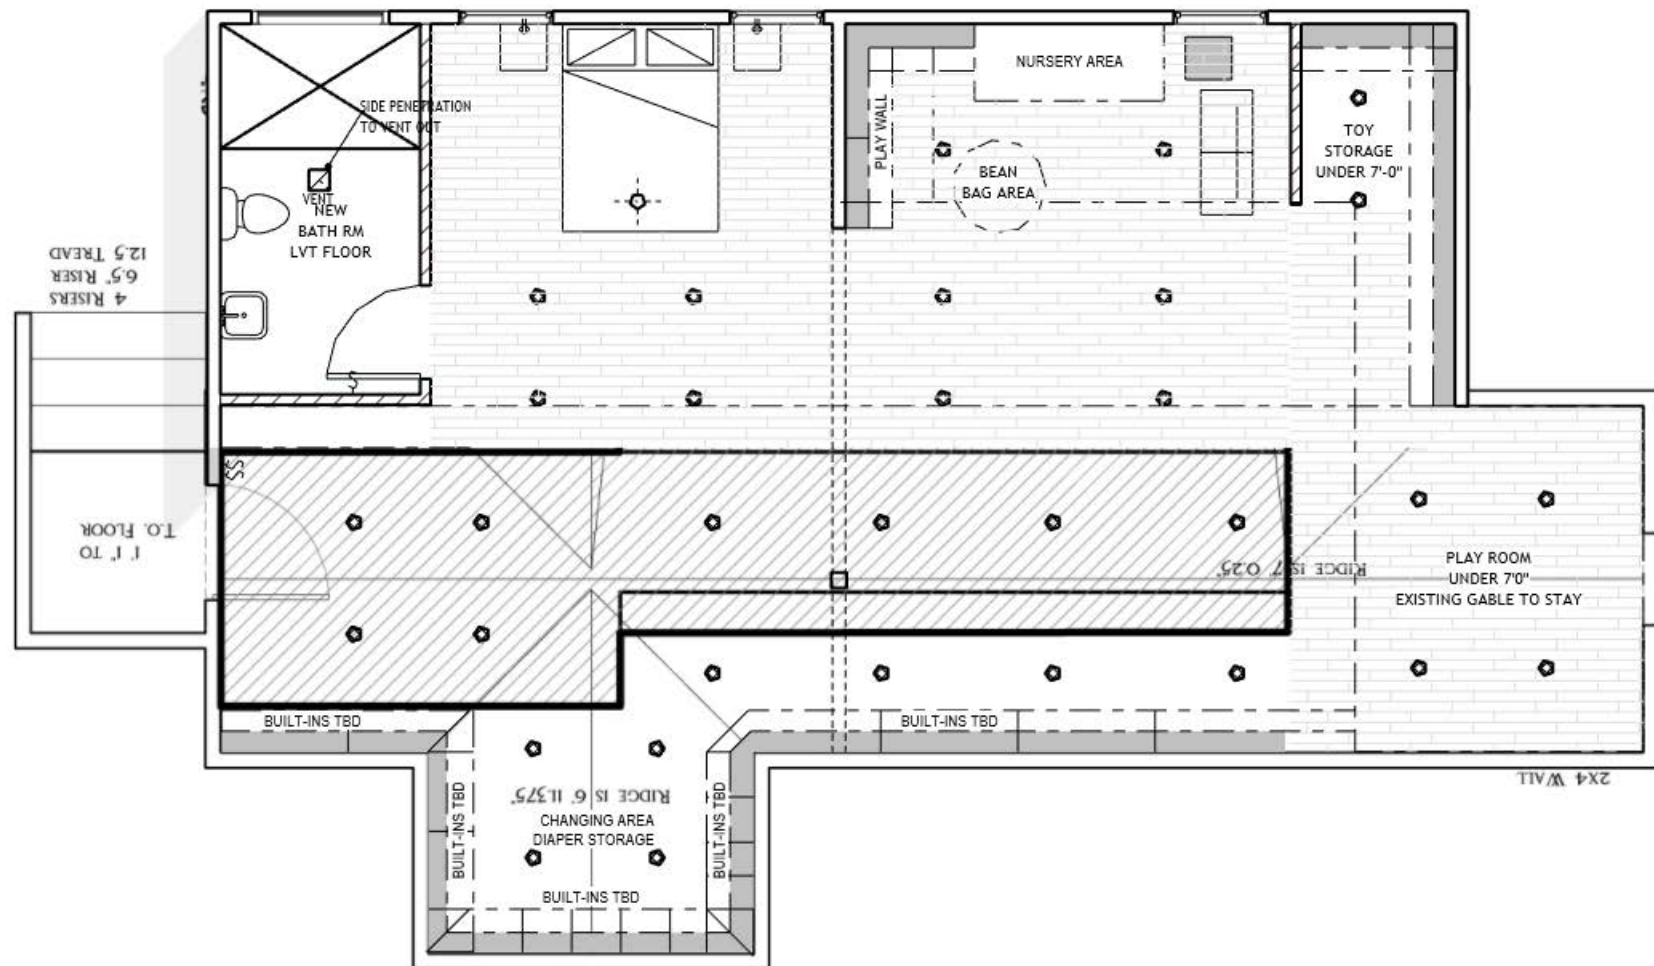 NURSERY AREA
SIDE PENETRATION
TO VENT OUT
PLAY WALL
TOY
STORAGE
UNDER 7'-0"
BEAN
BAG AREA
VENT
NEW
BATH RM
LVT FLOOR
4 RISERS
6.5" RISER
12.5 TREAD
1' 1" TO
T.O. FLOOR
RIDGE IS 7' 0.25"
PLAY ROOM
UNDER 7'0"
EXISTING GABLE TO STAY
BUILT-INS TBD
BUILT-INS TBD
2X4 WALL
RIDGE IS 6' 11.375"
CHANGING AREA
DIAPER STORAGE
BUILT-INS TBD
BUILT-INS TBD
BUILT-INS TBD